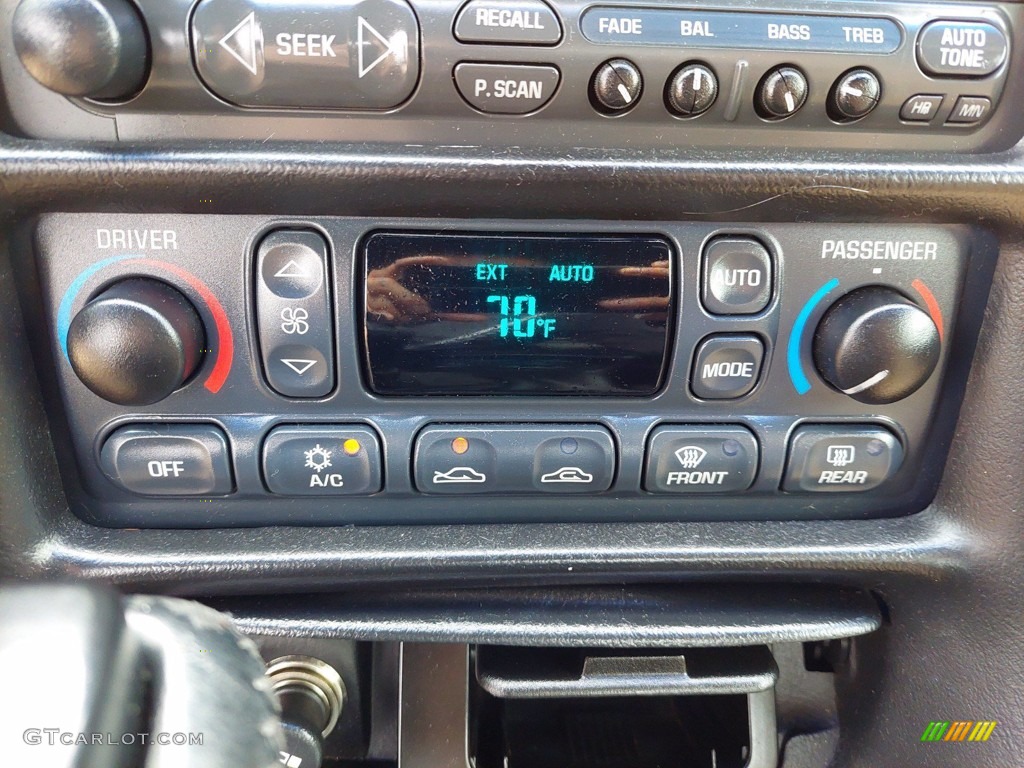 RECALL
FADE BAL BASS TREB
SEEK
AUTO TONE
P.SCAN
HB MN
DRIVER
PASSENGER
EXT AUTO
70°F
AUTO
MODE
OFF
A/C
FRONT
REAR
GTCARLOT.COM